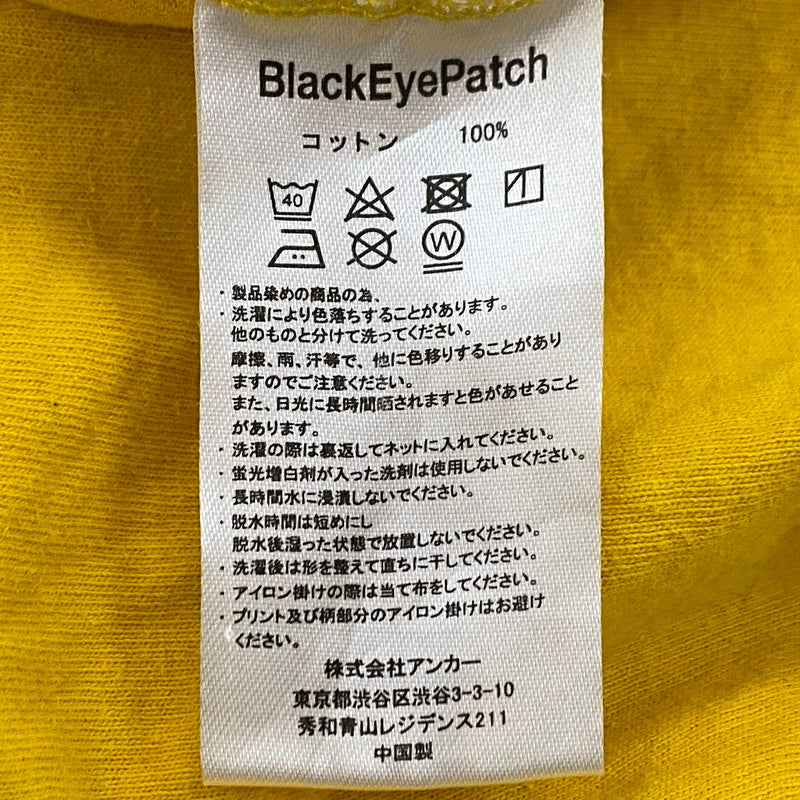 BlackEyePatch
コットン 100%
40
W
・製品染めの商品の為、
・洗濯により色落ちすることがあります。
他のものと分けて洗ってください。
摩擦、雨、汗等で、他に色移りすることがあり
ますのでご注意ください。
また、日光に長時間晒されますと色があせること
があります。
・洗濯の際は裏返してネットに入れてください。
・蛍光増白剤が入った洗剤は使用しないでください。
・長時間水に浸漬しないでください。
・脱水時間は短めにし
脱水後湿った状態で放置しないでください。
・洗濯後は形を整えて直ちに干してください。
・アイロン掛けの際は当て布をしてください。
・プリント及び柄部分のアイロン掛けはお避け
ください。
株式会社アンカー
東京都渋谷区渋谷3-3-10
秀和青山レジデンス211
中国製